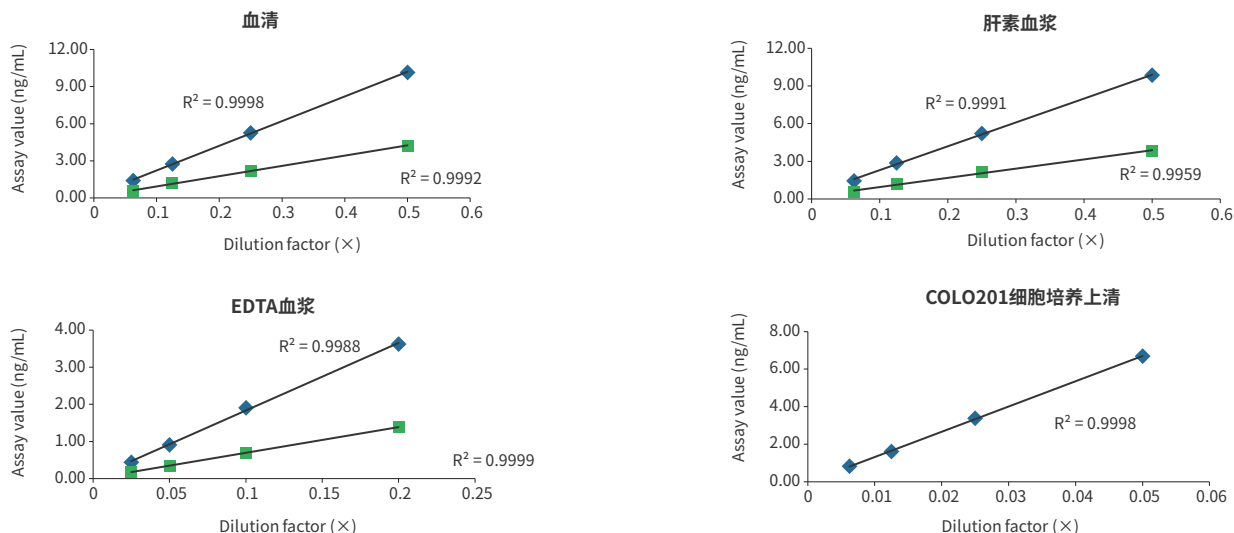 血清
12.00
9.00
6.00
3.00
0.00
Assay value (ng/mL)
R² = 0.9998
R² = 0.9992
0 0.1 0.2 0.3 0.4 0.5 0.6
Dilution factor (×)
肝素血浆
12.00
9.00
6.00
3.00
0.00
Assay value (ng/mL)
R² = 0.9991
R² = 0.9959
0 0.1 0.2 0.3 0.4 0.5 0.6
Dilution factor (×)
EDTA血浆
4.00
3.00
2.00
1.00
0.00
Assay value (ng/mL)
R² = 0.9988
R² = 0.9999
0 0.05 0.1 0.15 0.2 0.25
Dilution factor (×)
COLO201细胞培养上清
8.00
6.00
4.00
2.00
0.00
Assay value (ng/mL)
R² = 0.9998
0 0.01 0.02 0.03 0.04 0.05 0.06
Dilution factor (×)